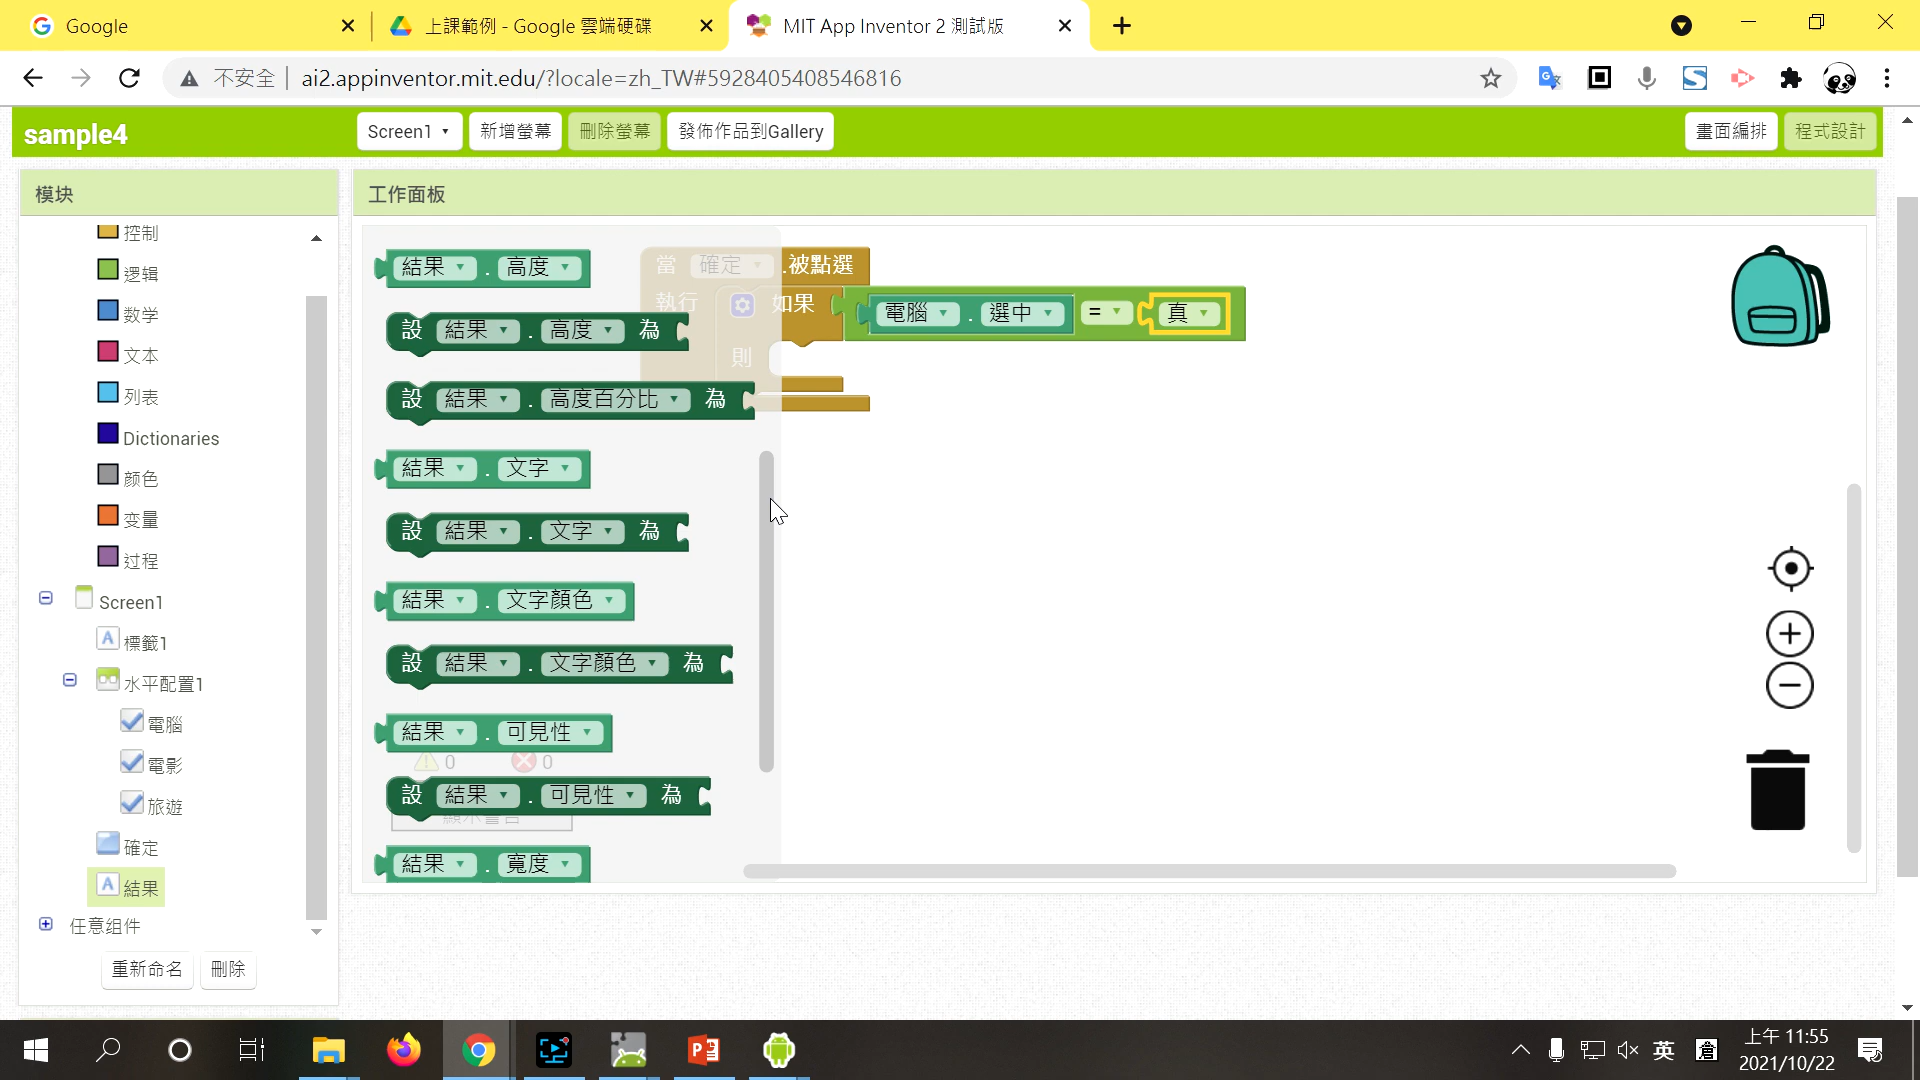 Google
上課範例 - Google 雲端硬碟
MIT App Inventor 2 測試版
不安全
ai2.appinventor.mit.edu/?locale=zh_TW#5928405408546816
sample4
Screen1
新增螢幕
刪除螢幕
發佈作品到Gallery
畫面編排
程式設計
模块
工作面板
控制
逻辑
数学
文本
列表
Dictionaries
颜色
变量
过程
Screen1
標籤1
水平配置1
電腦
電影
旅遊
確定
結果
任意组件
重新命名
刪除
結果 . 高度
設 結果 . 高度 為
設 結果 . 高度百分比 為
結果 . 文字
設 結果 . 文字 為
結果 . 文字顏色
設 結果 . 文字顏色 為
結果 . 可見性
0
0
設 結果 . 可見性 為
顯示警告
結果 . 寬度
當 確定 .被點選
執行
如果
電腦 . 選中 = 真
則
英
倉
上午 11:55
2021/10/22